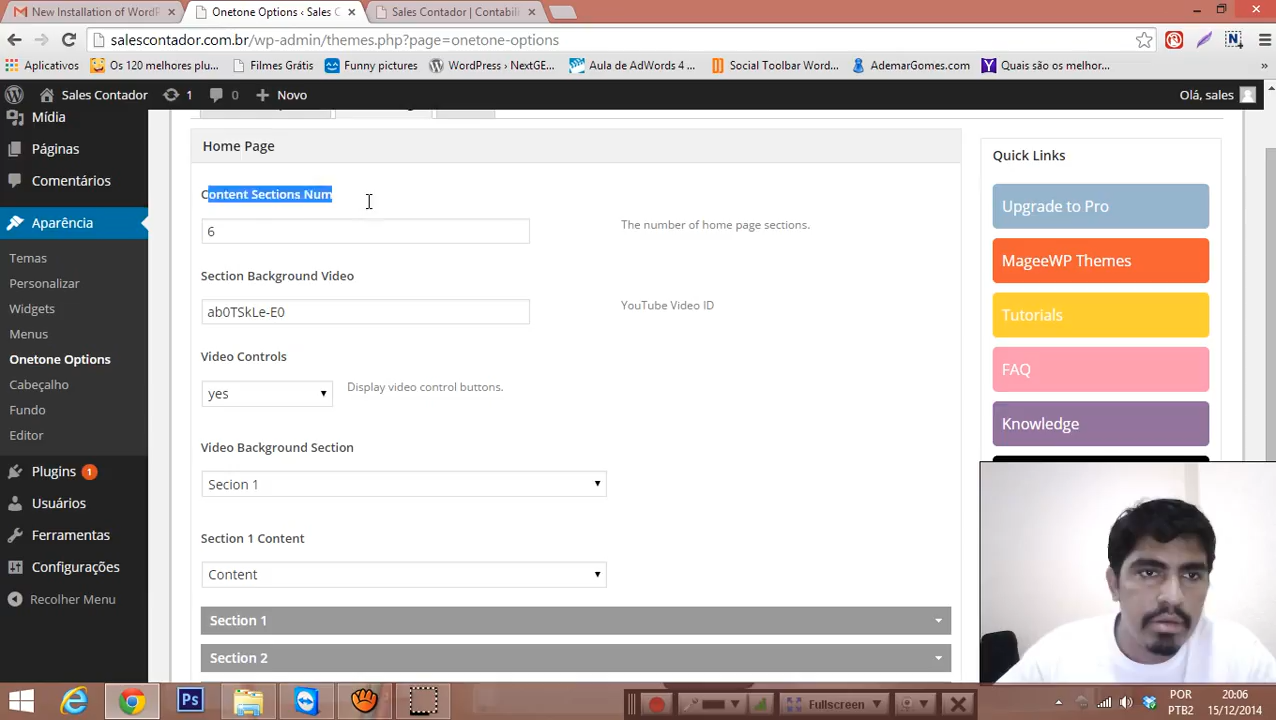 New Installation of WordP
Onetone Options ‹ Sales C
Sales Contador | Contabil
salescontador.com.br/wp-admin/themes.php?page=onetone-options
Aplicativos
Os 120 melhores plu...
Filmes Grátis
Funny pictures
WordPress › NextGE...
Aula de AdWords 4 ...
Social Toolbar Wordp...
AdemarGomes.com
Quais são os melhor...
»
Sales Contador
1
0
Novo
Olá, sales
Mídia
Páginas
Comentários
Aparência
Temas
Personalizar
Widgets
Menus
Onetone Options
Cabeçalho
Fundo
Editor
Plugins 1
Usuários
Ferramentas
Configurações
Recolher Menu
Home Page
Content Sections Num
6
The number of home page sections.
Section Background Video
ab0TSkLe-E0
YouTube Video ID
Video Controls
yes
Display video control buttons.
Video Background Section
Secion 1
Section 1 Content
Content
Section 1
Section 2
Quick Links
Upgrade to Pro
MageeWP Themes
Tutorials
FAQ
Knowledge
Ps
Fullscreen
POR
PTB2
20:06
15/12/2014